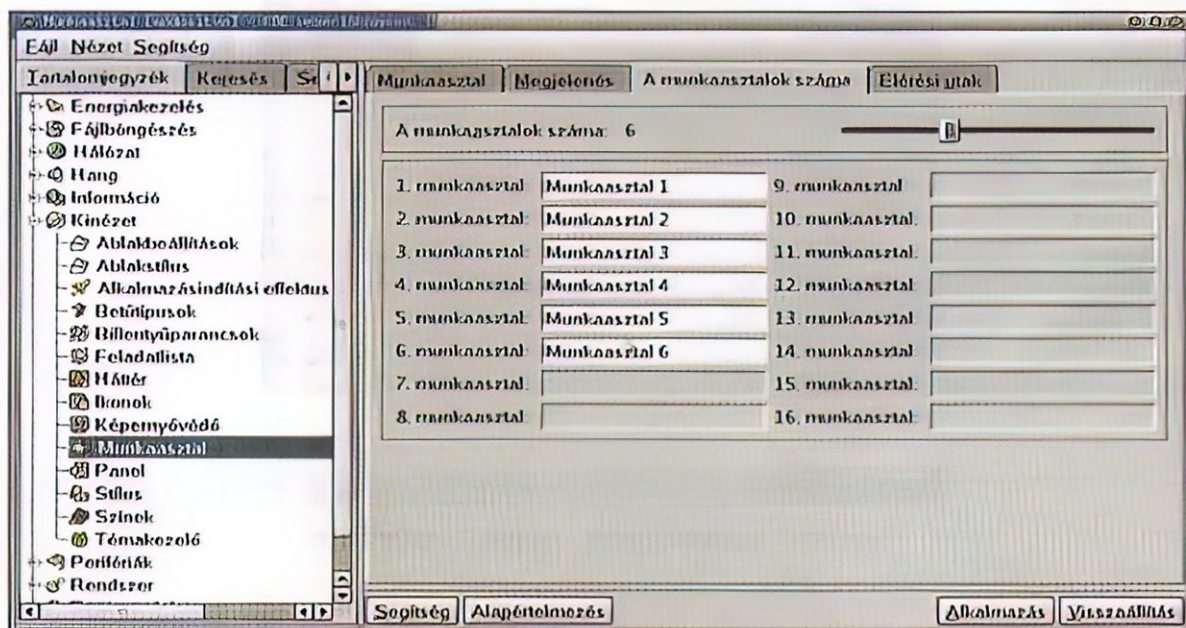 Fájl Nézet Segítség
Tartalomjegyzék Keresés
Energiakezelés
Fájlböngészés
Hálózat
Hang
Információ
Kinézet
Ablakbeállítások
Ablakstílus
Alkalmazásindítási effektus
Betűtípusok
Billentyűparancsok
Feladatlista
Háttér
Ikonok
Képernyővédő
Munkaasztal
Panel
Stílus
Színek
Témakezelő
Perifériák
Rendszer
Munkaasztal Megjelenés A munkaasztalok száma Elérési utak
A munkaasztalok száma: 6
1. munkaasztal: Munkaasztal 1 9. munkaasztal
2. munkaasztal: Munkaasztal 2 10. munkaasztal:
3. munkaasztal: Munkaasztal 3 11. munkaasztal:
4. munkaasztal: Munkaasztal 4 12. munkaasztal:
5. munkaasztal: Munkaasztal 5 13. munkaasztal:
6. munkaasztal: Munkaasztal 6 14. munkaasztal:
7. munkaasztal: 15. munkaasztal:
8. munkaasztal: 16. munkaasztal:
Segítség Alapértelmezés Alkalmazás Visszaállítás